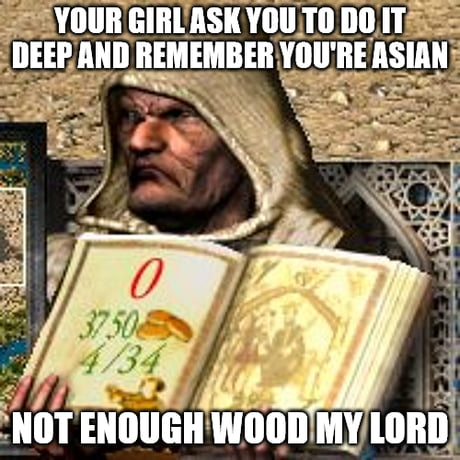 YOUR GIRL ASK YOU TO DO IT
DEEP AND REMEMBER YOU'RE ASIAN
0
3750
4/34
NOT ENOUGH WOOD MY LORD